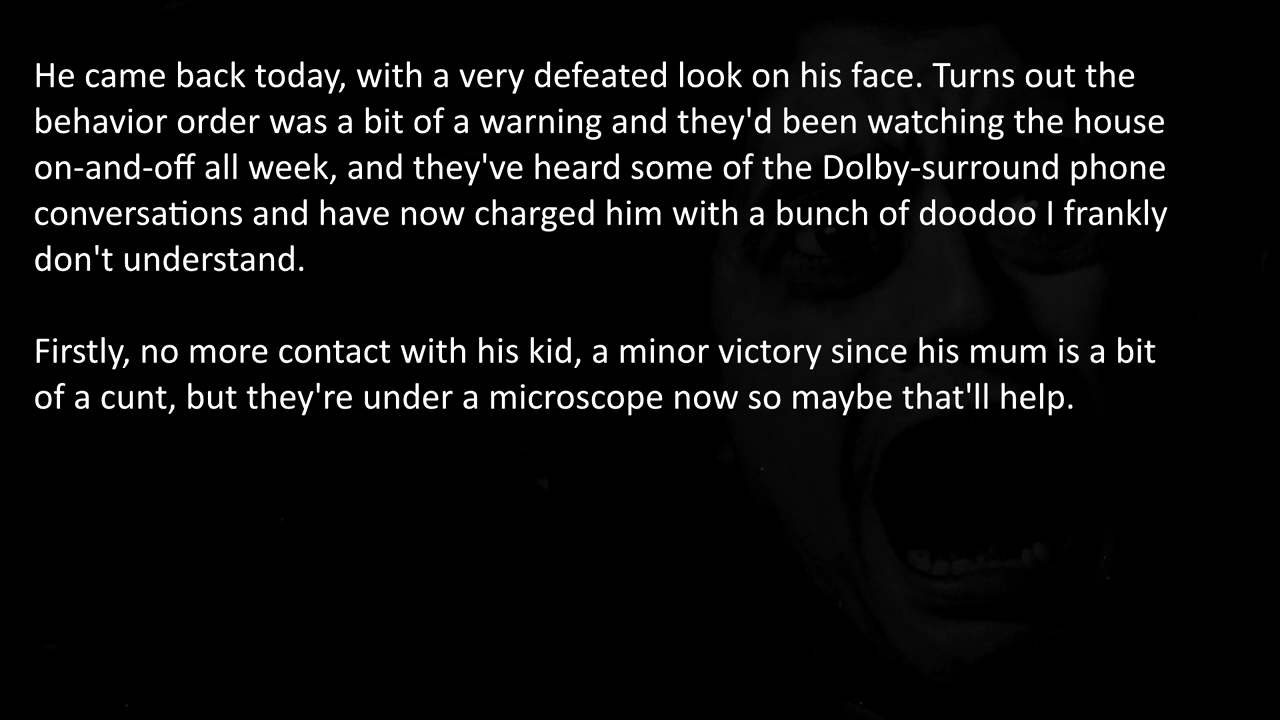 He came back today, with a very defeated look on his face. Turns out the
behavior order was a bit of a warning and they'd been watching the house
on-and-off all week, and they've heard some of the Dolby-surround phone
conversations and have now charged him with a bunch of doodoo I frankly
don't understand.
Firstly, no more contact with his kid, a minor victory since his mum is a bit
of a cunt, but they're under a microscope now so maybe that'll help.